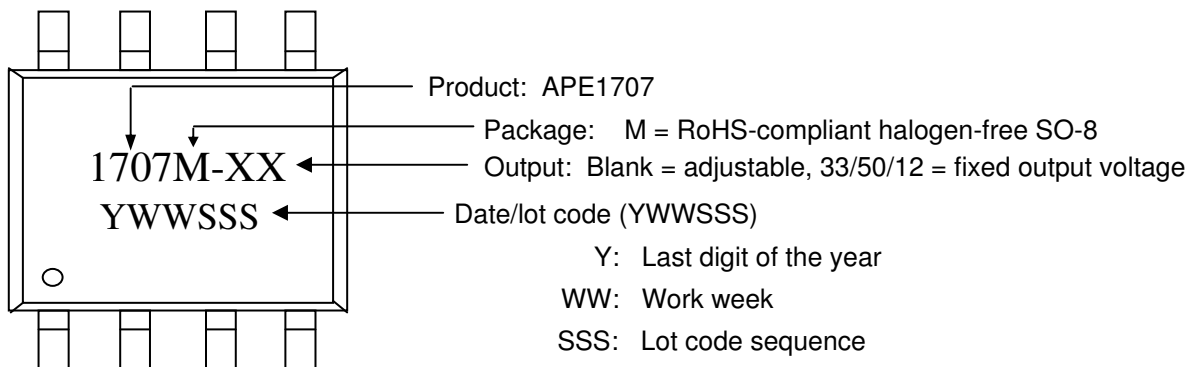 Product: APE1707
Package: M = RoHS-compliant halogen-free SO-8
1707M-XX
Output: Blank = adjustable, 33/50/12 = fixed output voltage
YWWSSS
Date/lot code (YWWSSS)
Y: Last digit of the year
WW: Work week
SSS: Lot code sequence